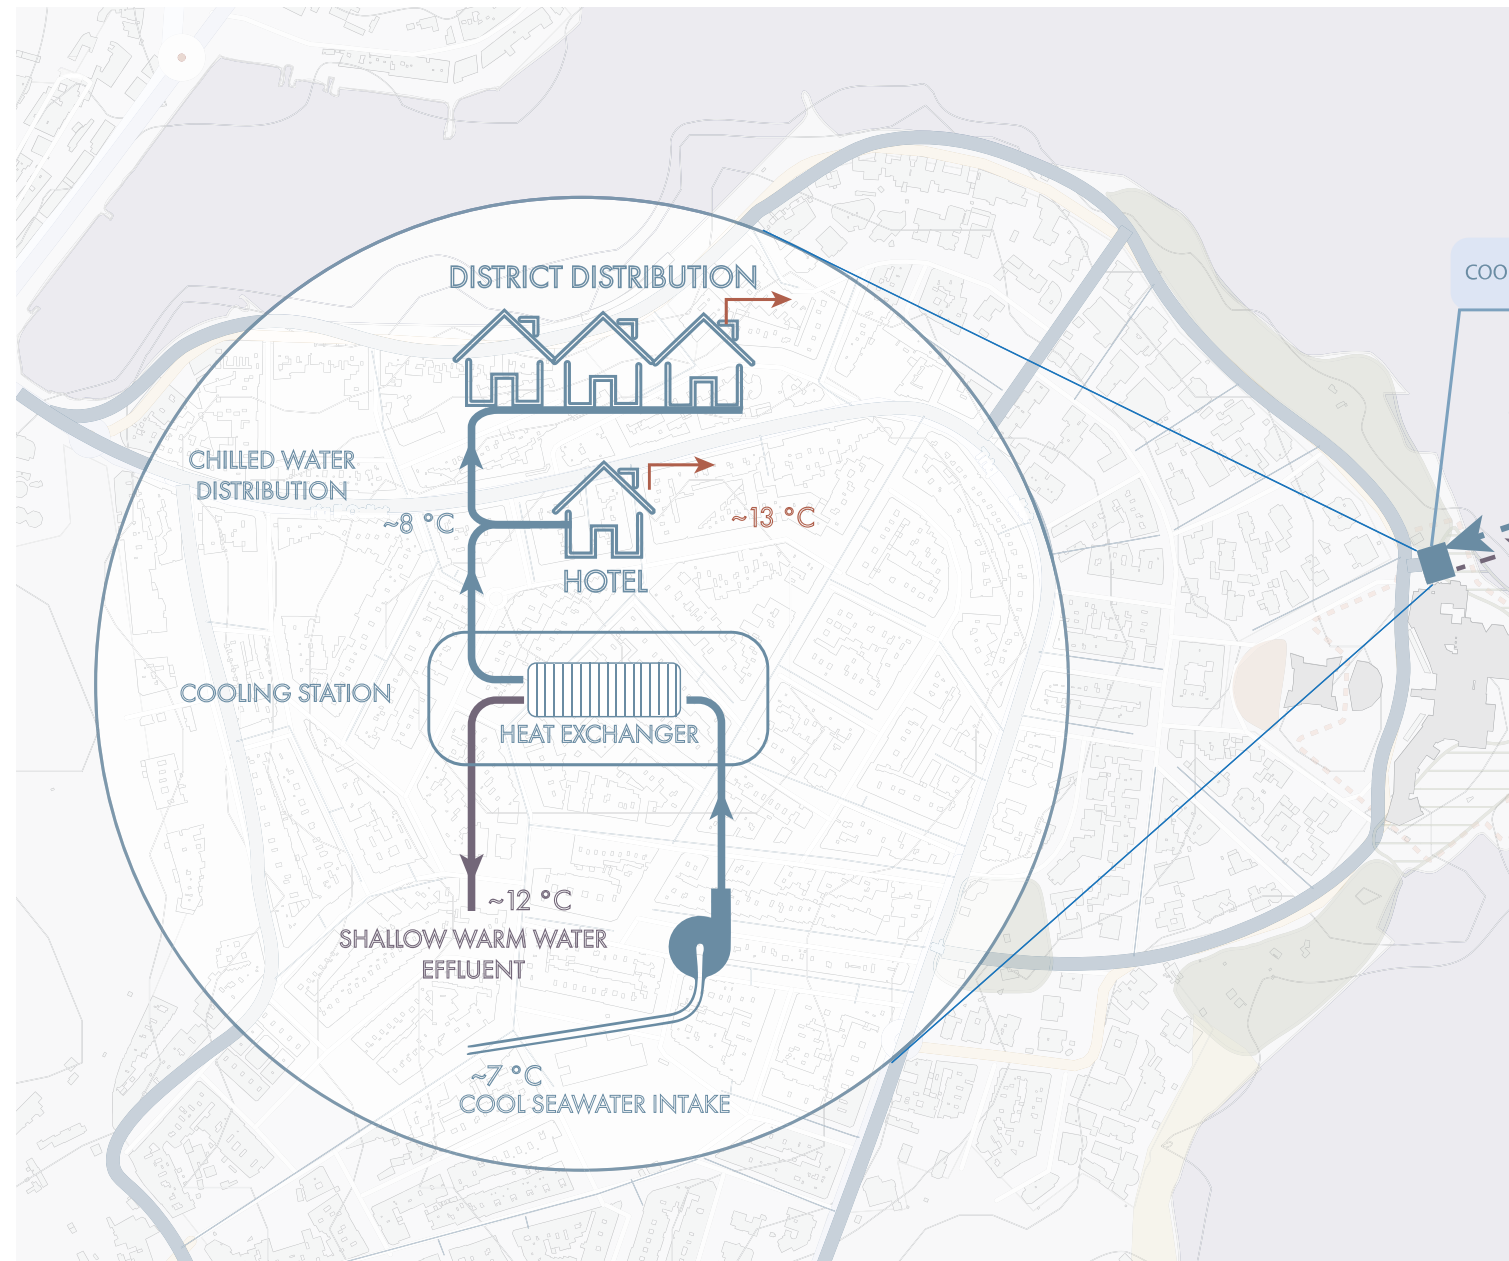 DISTRICT DISTRIBUTION
COO
CHILLED WATER
DISTRIBUTION
~8 °C
~13 °C
HOTEL
COOLING STATION
HEAT EXCHANGER
~12 °C
SHALLOW WARM WATER
EFFLUENT
~7 °C
COOL SEAWATER INTAKE